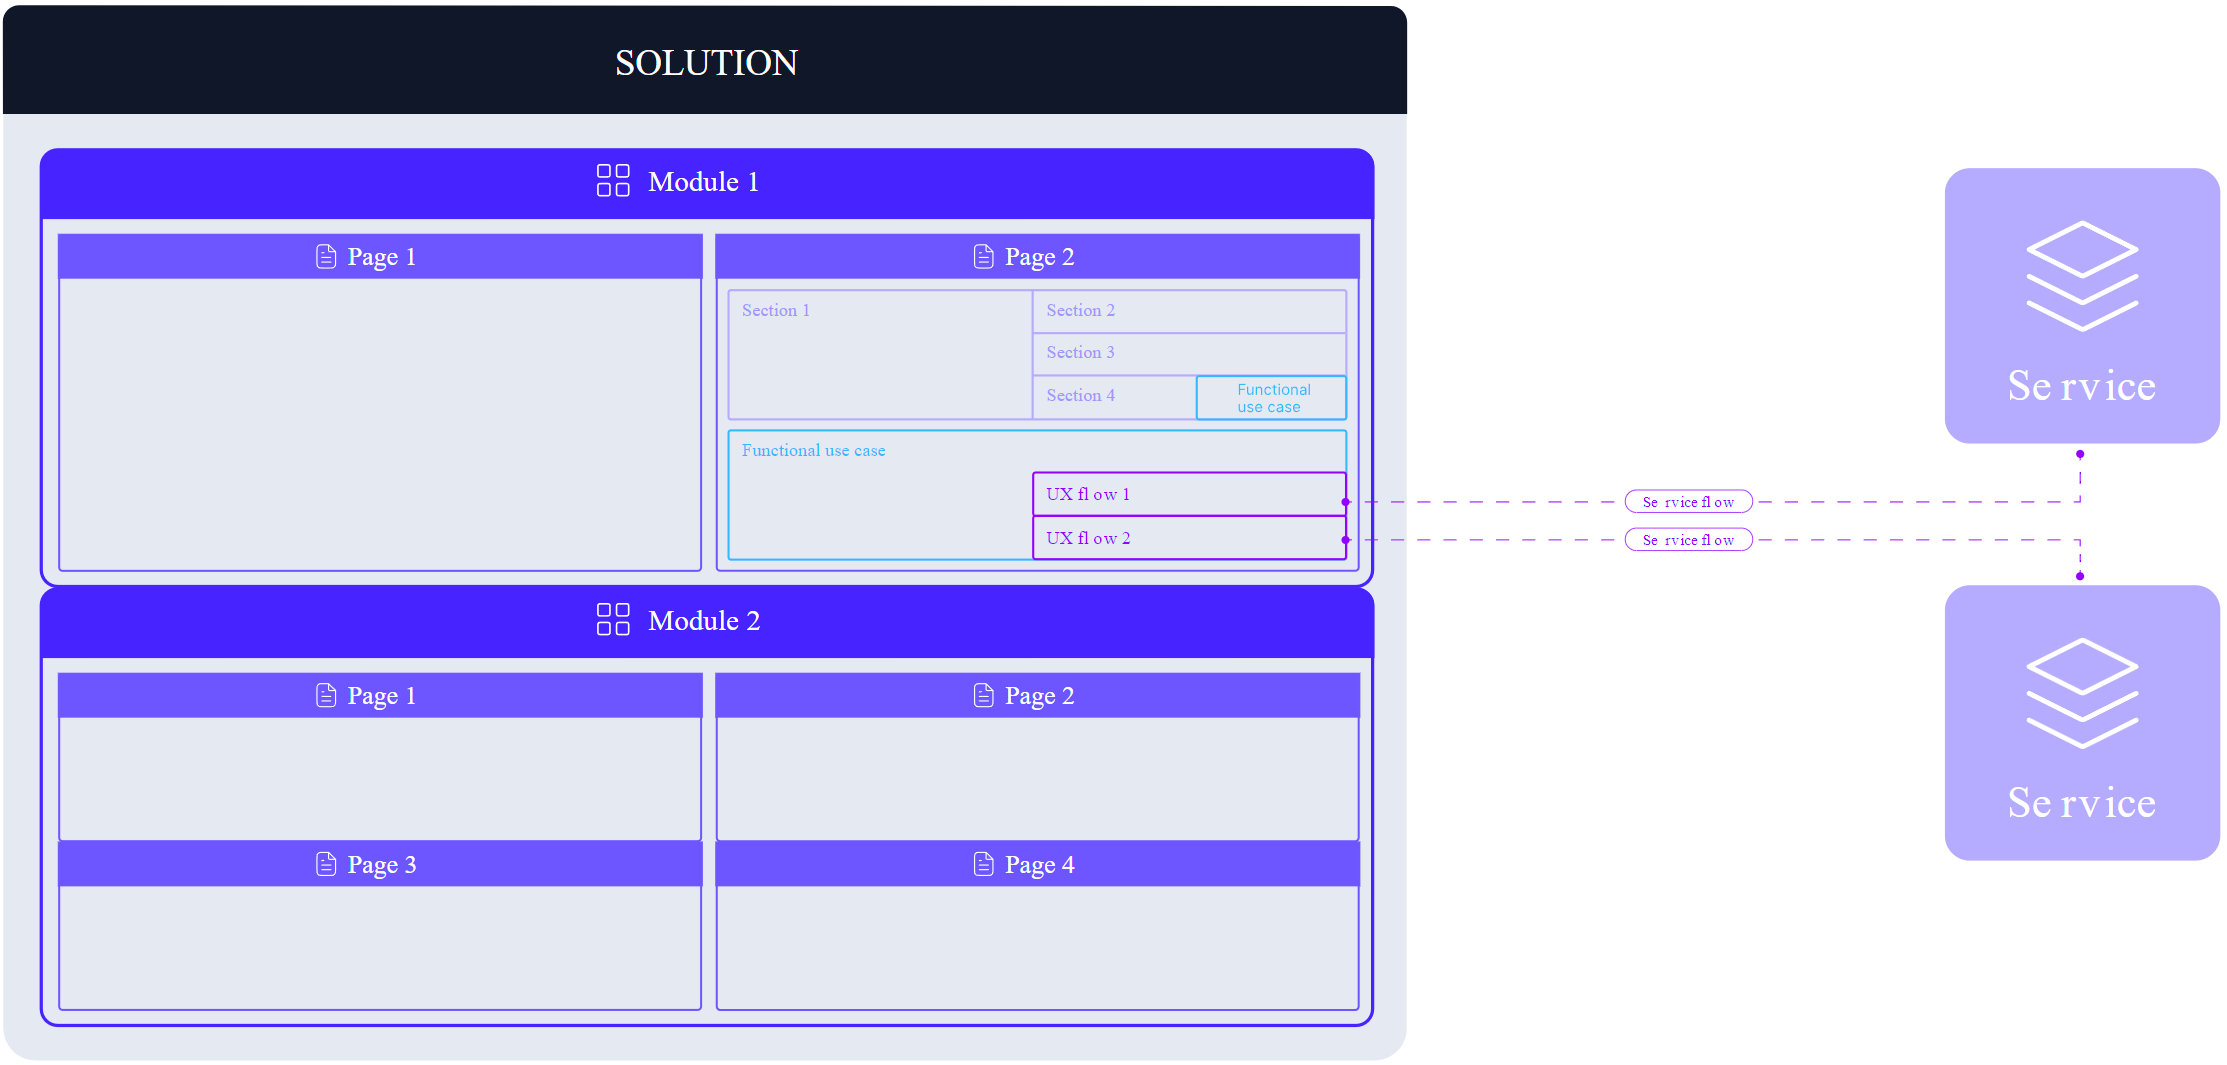 SOLUTION
Module 1
Page 1
Page 2
Section 1
Section 2
Section 3
Section 4
Functional
use case
Functional use case
UX flow 1
UX flow 2
Service flow
Service flow
Service
Module 2
Page 1
Page 2
Page 3
Page 4
Service